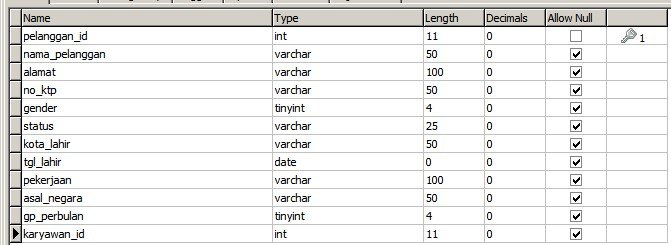 Name Type Length Decimals Allow Null
pelanggan_id int 11 0 1
nama_pelanggan varchar 50 0
alamat varchar 100 0
no_ktp varchar 50 0
gender tinyint 4 0
status varchar 25 0
kota_lahir varchar 50 0
tgl_lahir date 0 0
pekerjaan varchar 100 0
asal_negara varchar 50 0
gp_perbulan tinyint 4 0
karyawan_id int 11 0